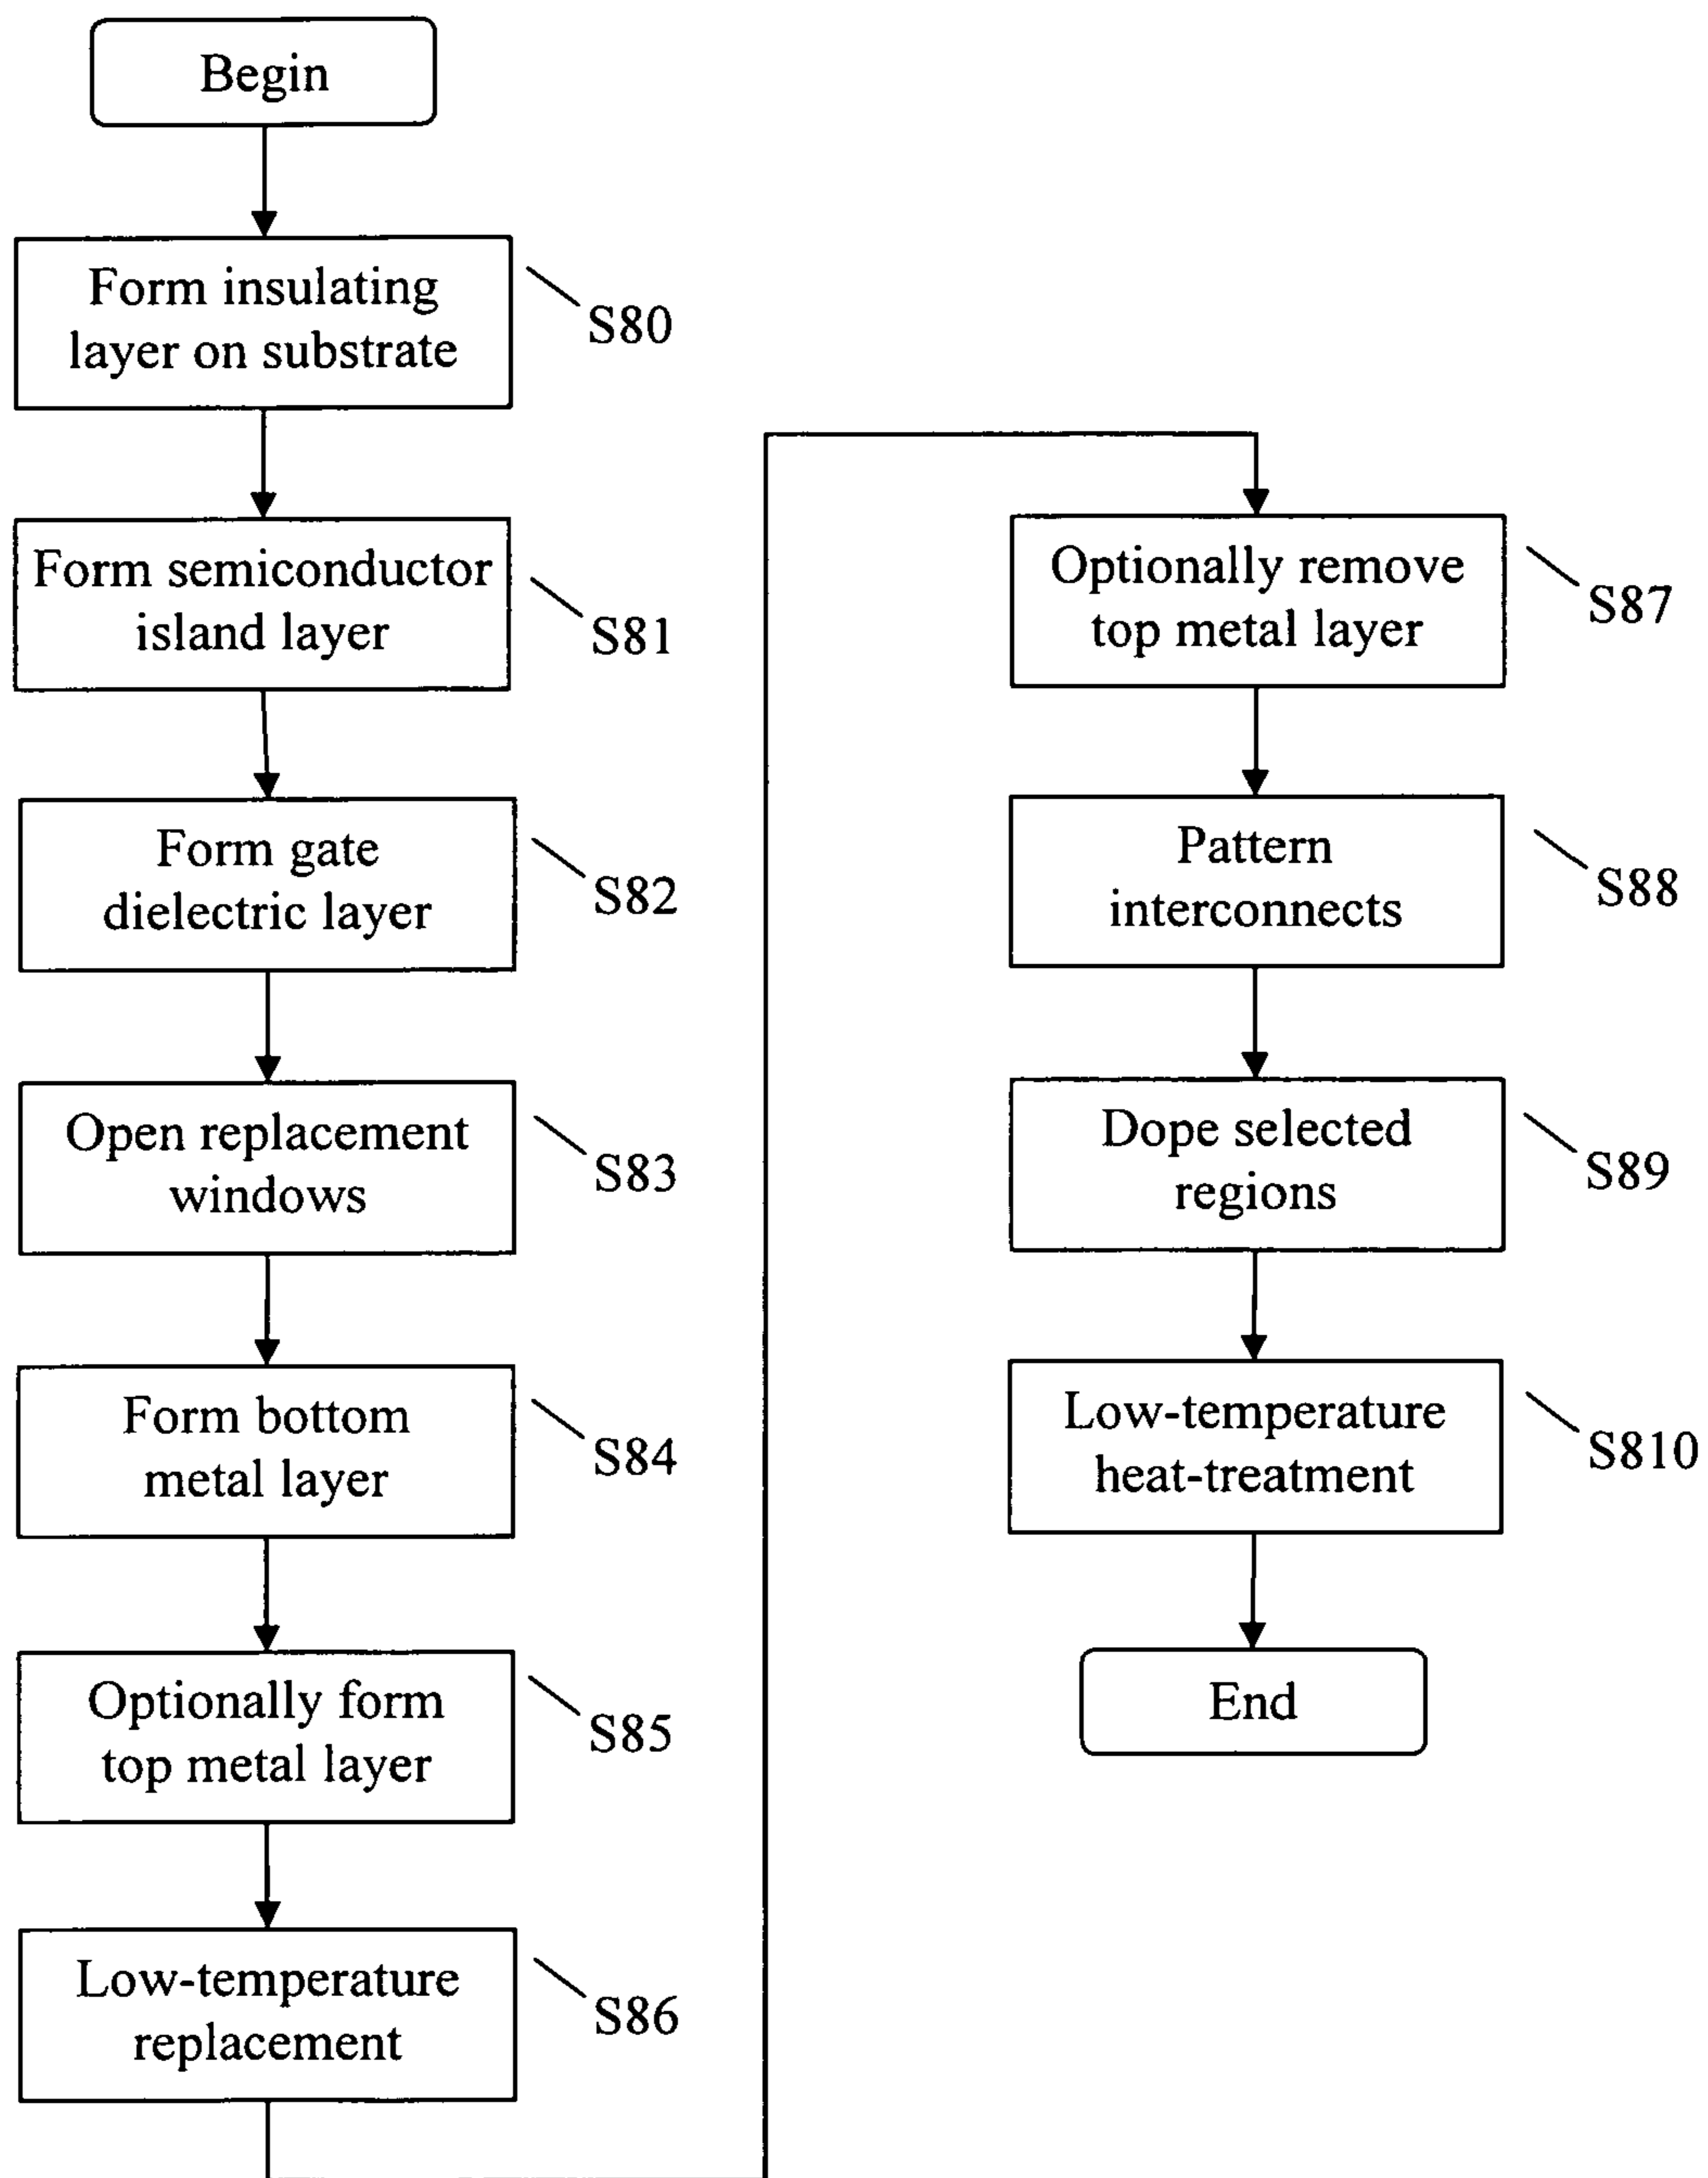 Begin
Form insulating
layer on substrate
S80
Form semiconductor
island layer
S81
Form gate
dielectric layer
S82
Open replacement
windows
S83
Form bottom
metal layer
S84
Optionally form
top metal layer
S85
Low-temperature
replacement
S86
Optionally remove
top metal layer
S87
Pattern
interconnects
S88
Dope selected
regions
S89
Low-temperature
heat-treatment
S810
End